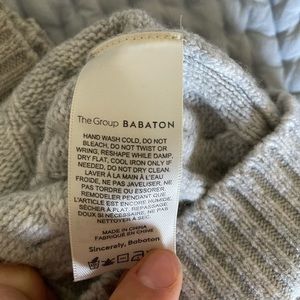 The Group BABATON
HAND WASH COLD, DO NOT
BLEACH, DO NOT TWIST OR
WRING, RESHAPE WHILE DAMP,
DRY FLAT, COOL IRON ONLY IF
NEEDED, DO NOT DRY CLEAN.
LAVER À LA MAIN À L'EAU
FROIDE, NE PAS JAVELISER, NE
PAS TORDRE OU ESSORER,
REMODELER PENDANT QUE
L'ARTICLE EST ENCORE HUMIDE,
SÉCHER À PLAT. REPASSAGE
DOUX SI NÉCESSAIRE, NE PAS
NETTOYER À SEC.
MADE IN CHINA
FABRIQUÉ EN CHINE
Sincerely, Babaton